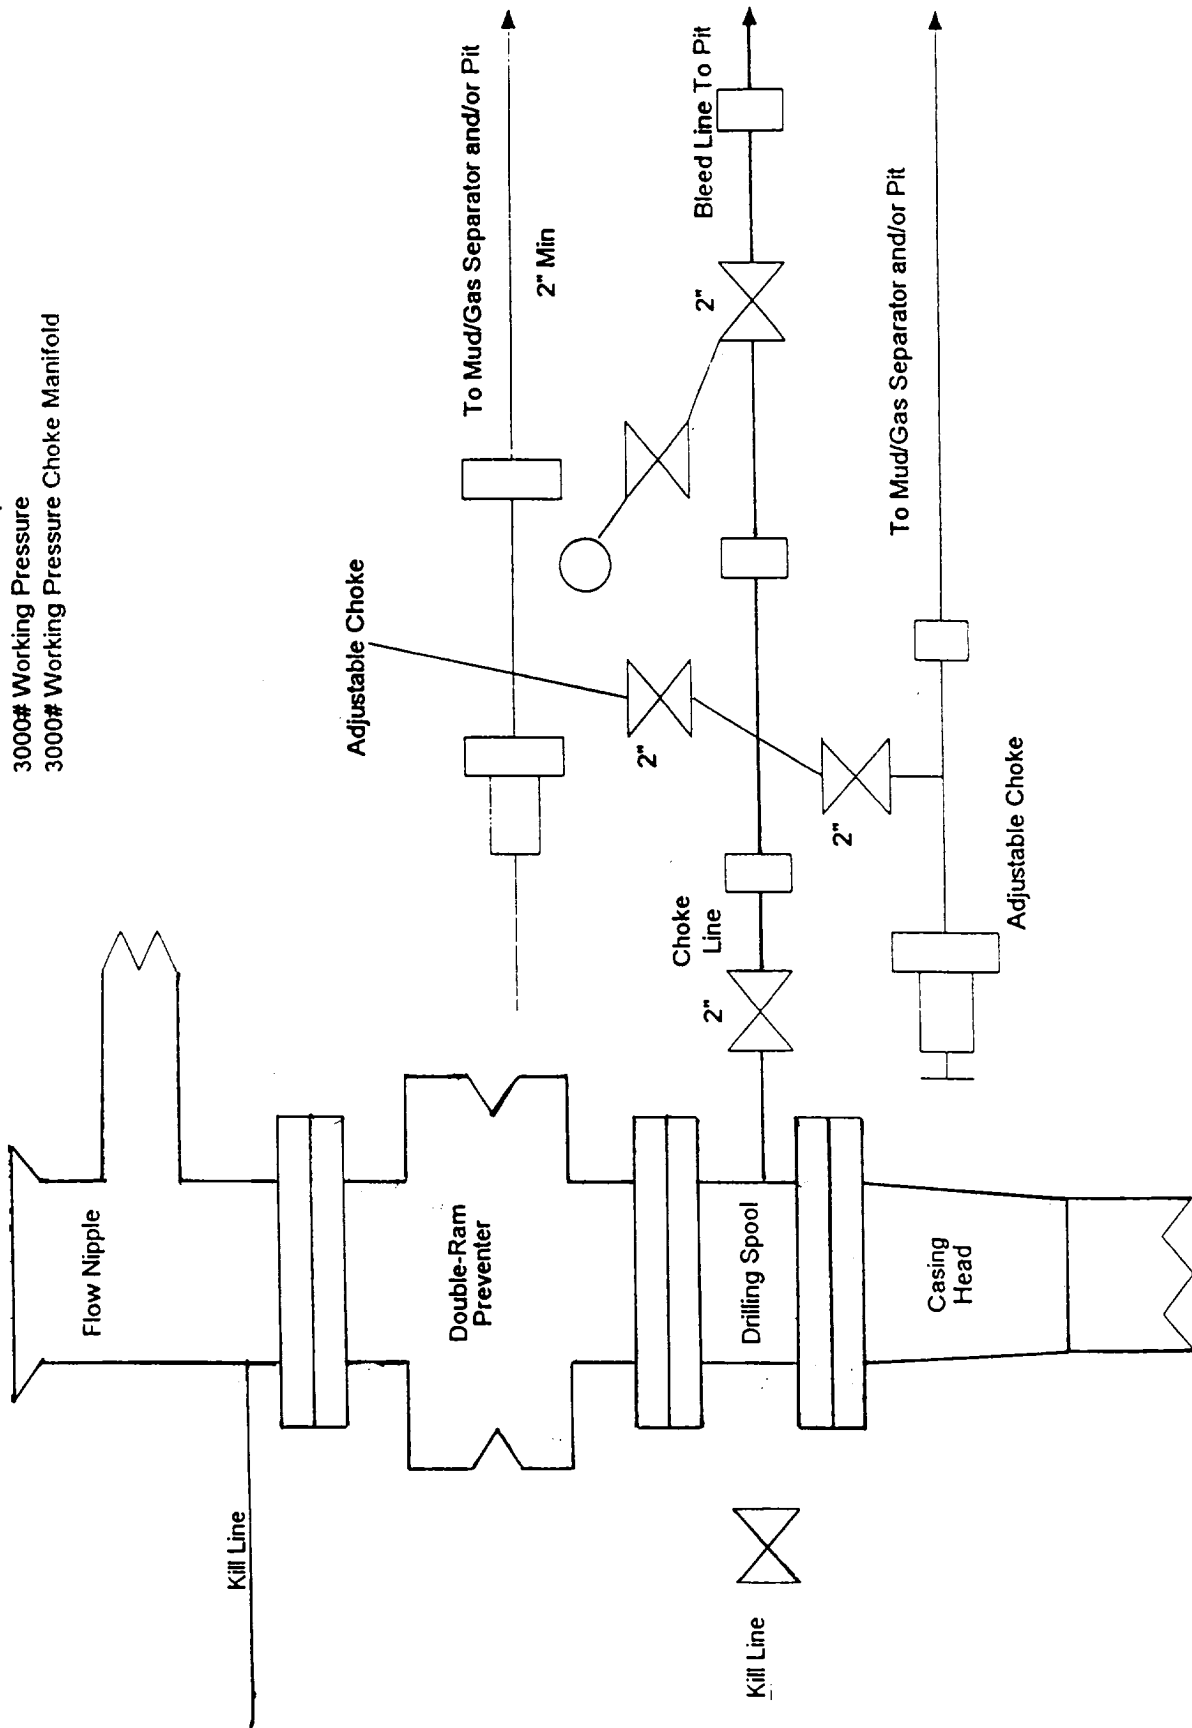 3000# Working Pressure
3000# Working Pressure Choke Manifold
Flow Nipple
Kill Line
Adjustable Choke
To Mud/Gas Separator and/or Pit
2" Min
Double-Ram
Preventer
2"
2"
Bleed Line To Pit
Choke
Line
2"
Drilling Spool
Kill Line
2"
To Mud/Gas Separator and/or Pit
Casing
Head
Adjustable Choke